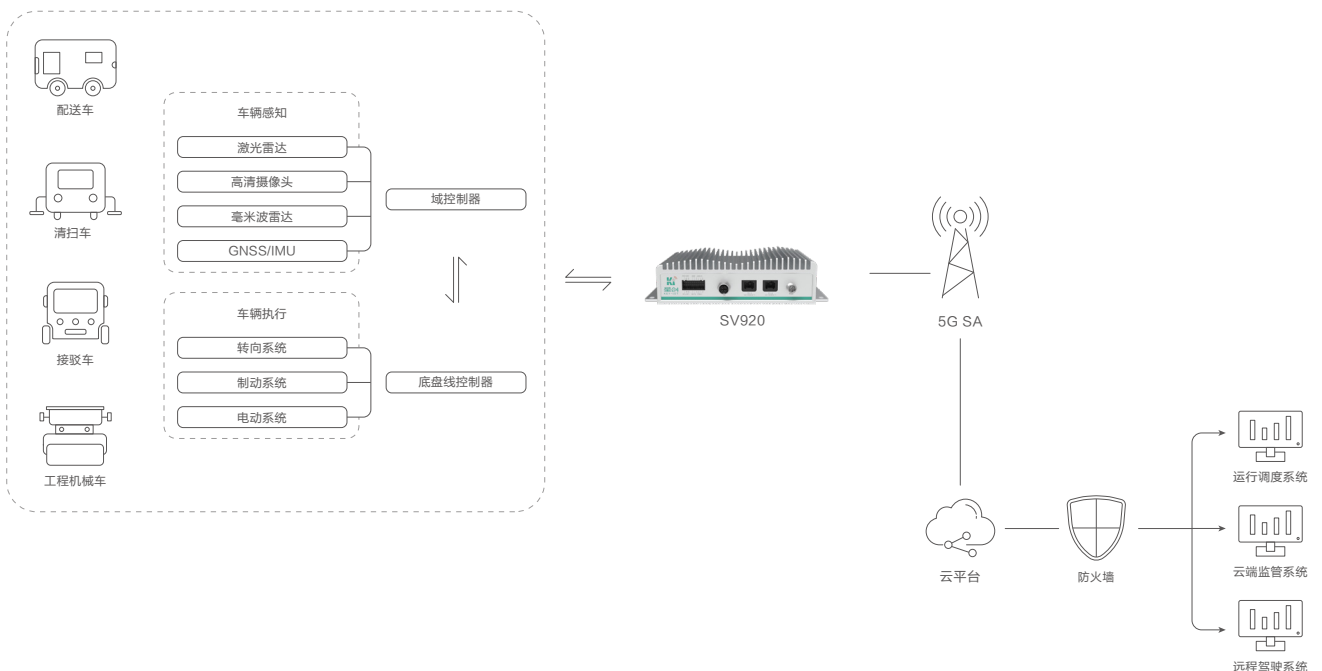 配送车
清扫车
接驳车
工程机械车
车辆感知
激光雷达
高清摄像头
毫米波雷达
GNSS/IMU
域控制器
车辆执行
转向系统
制动系统
电动系统
底盘线控制器
SV920
5G SA
云平台
防火墙
运行调度系统
云端监管系统
远程驾驶系统